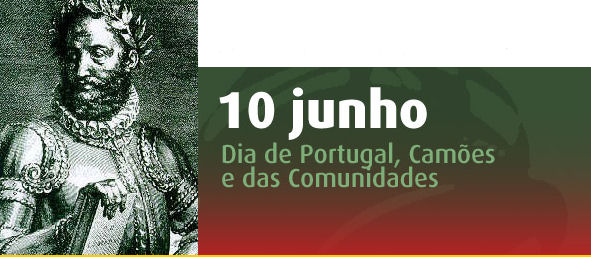 10 junho
Dia de Portugal, Camões
e das Comunidades